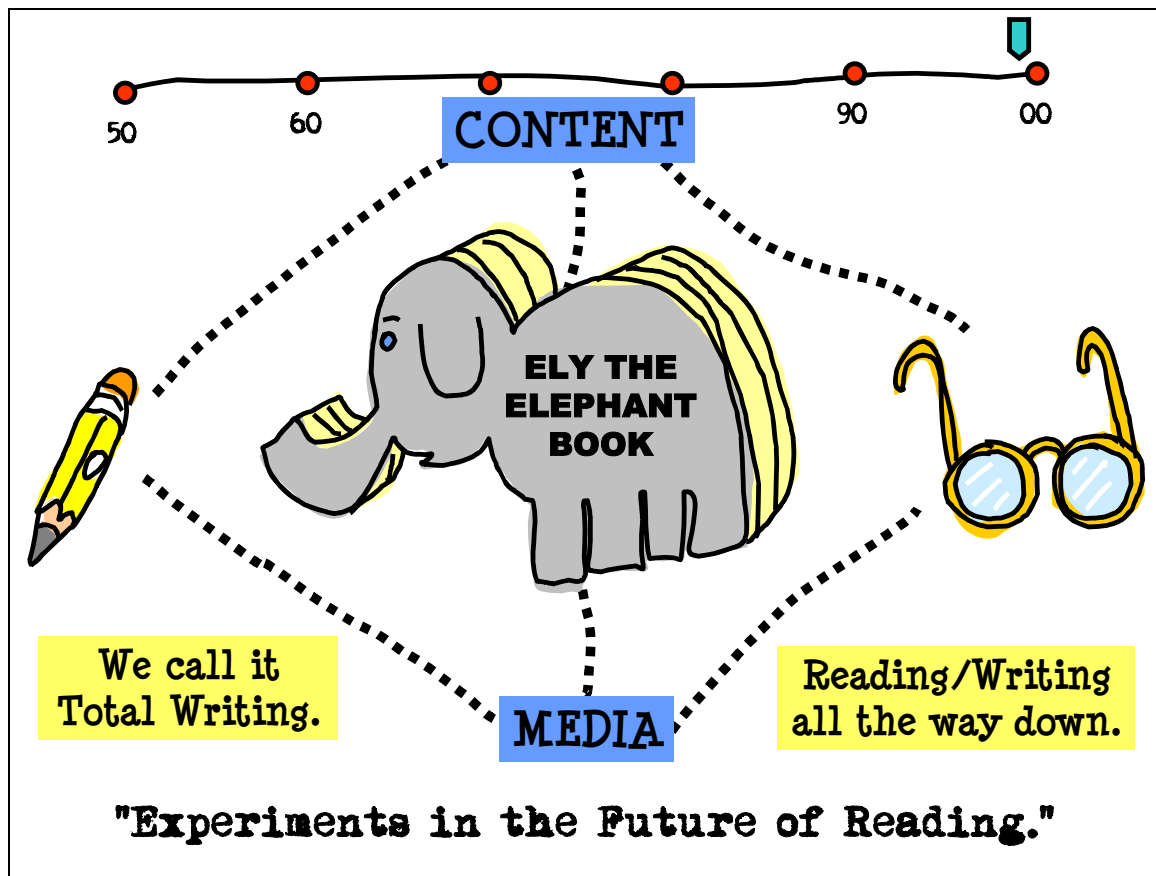 50
60
90
00
CONTENT
ELY THE
ELEPHANT
BOOK
We call it
Total Writing.
Reading/Writing
all the way down.
MEDIA
"Experiments in the Future of Reading."